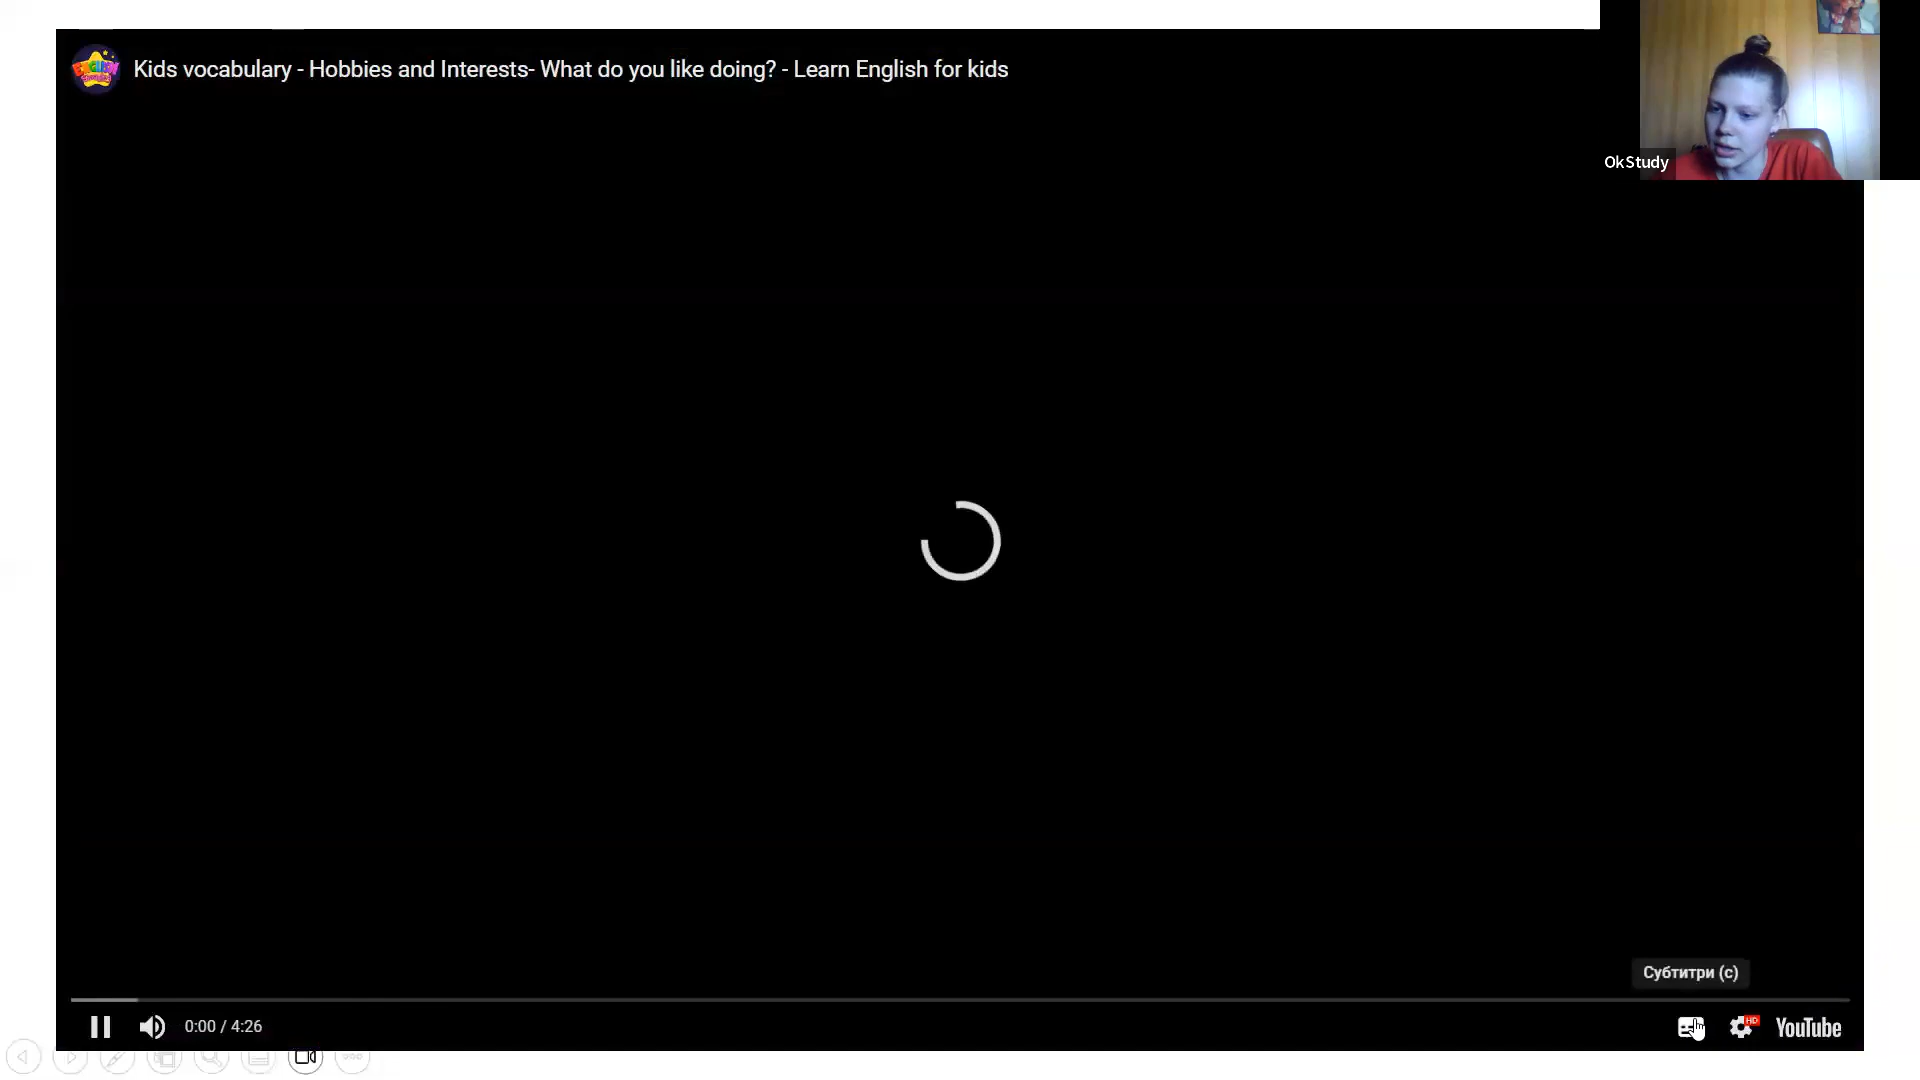 Kids vocabulary - Hobbies and Interests- What do you like doing? - Learn English for kids
OkStudy
Субтитри (c)
0:00 / 4:26
HD
YouTube